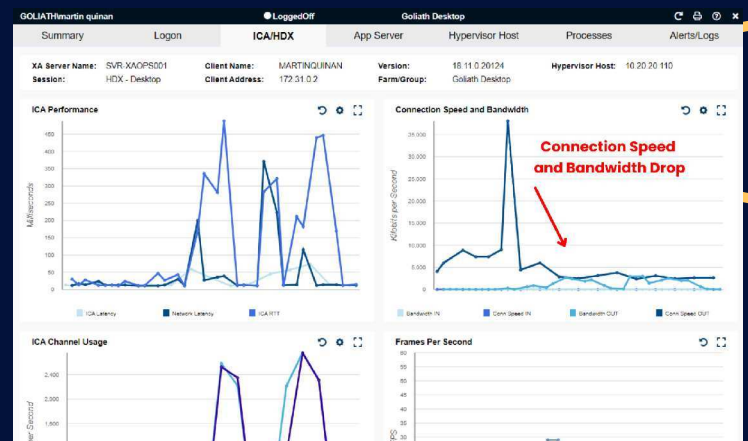 GOLIATH\martin quinan LoggedOff Goliath Desktop
Summary Logon ICA/HDX App Server Hypervisor Host Processes Alerts/Logs
XA Server Name: SVR-XAOPS001 Client Name: MARTINQUINAN Version: 18.11.0.20124 Hypervisor Host: 10.20.20.110
Session: HDX - Desktop Client Address: 172.31.0.2 Farm/Group: Goliath Desktop
ICA Performance
450
400
350
300
250
200
150
100
50
0
Milliseconds
ICA Latency Network Latency ICA RTT
Connection Speed and Bandwidth
35,000
30,000
25,000
20,000
15,000
10,000
5,000
0
Kilobits per Second
Connection Speed
and Bandwidth Drop
Bandwidth IN Conn Speed IN Bandwidth OUT Conn Speed OUT
ICA Channel Usage
2,400
2,000
1,600
per Second
Frames Per Second
60
55
50
45
40
35
30
FPS